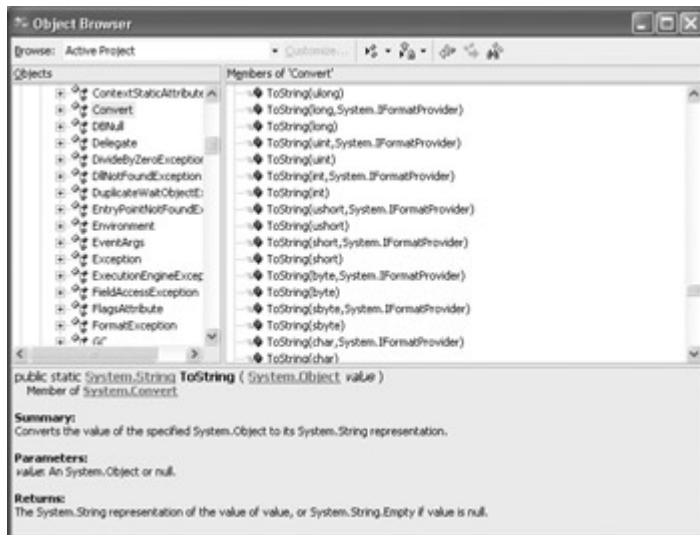 Object Browser
Browse: Active Project
Customize...
Objects
ContextStaticAttribute
Convert
DBNull
Delegate
DivideByZeroException
DllNotFoundException
DuplicateWaitObjectE
EntryPointNotFoundE
Environment
EventArgs
Exception
ExecutionEngineExcep
FieldAccessException
FlagsAttribute
FormatException
GC
Members of 'Convert'
ToString(ulong)
ToString(long,System.IFormatProvider)
ToString(long)
ToString(uint,System.IFormatProvider)
ToString(uint)
ToString(int,System.IFormatProvider)
ToString(int)
ToString(ushort,System.IFormatProvider)
ToString(ushort)
ToString(short,System.IFormatProvider)
ToString(short)
ToString(byte,System.IFormatProvider)
ToString(byte)
ToString(sbyte,System.IFormatProvider)
ToString(sbyte)
ToString(char,System.IFormatProvider)
ToString(char)
public static System.String ToString ( System.Object value )
Member of System.Convert
Summary:
Converts the value of the specified System.Object to its System.String representation.
Parameters:
value: An System.Object or null.
Returns:
The System.String representation of the value of value, or System.String.Empty if value is null.